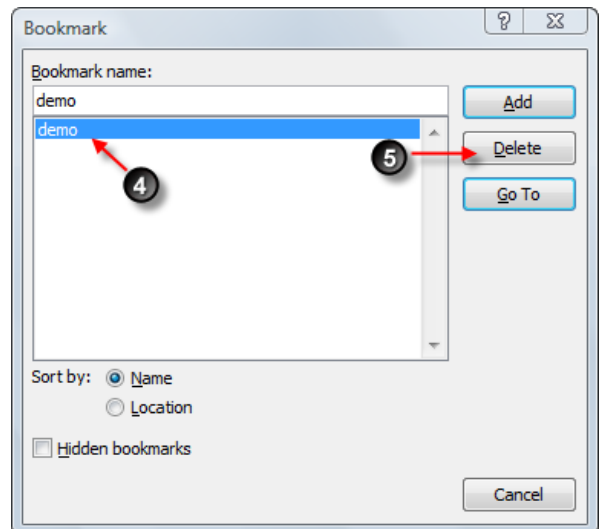 Bookmark
Bookmark name:
demo
Add
demo
5
Delete
4
Go To
Sort by: Name
Location
Hidden bookmarks
Cancel